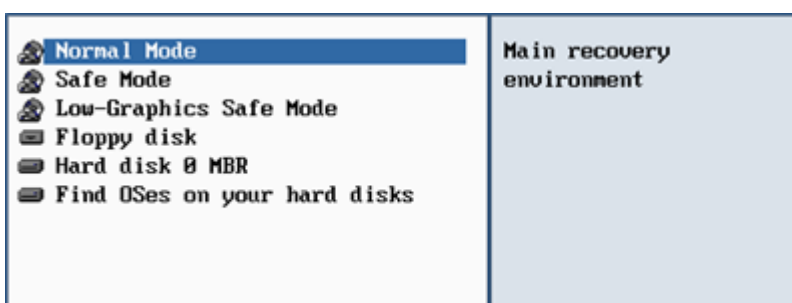 Normal Mode
Safe Mode
Low-Graphics Safe Mode
Floppy disk
Hard disk 0 MBR
Find OSes on your hard disks
Main recovery
environment